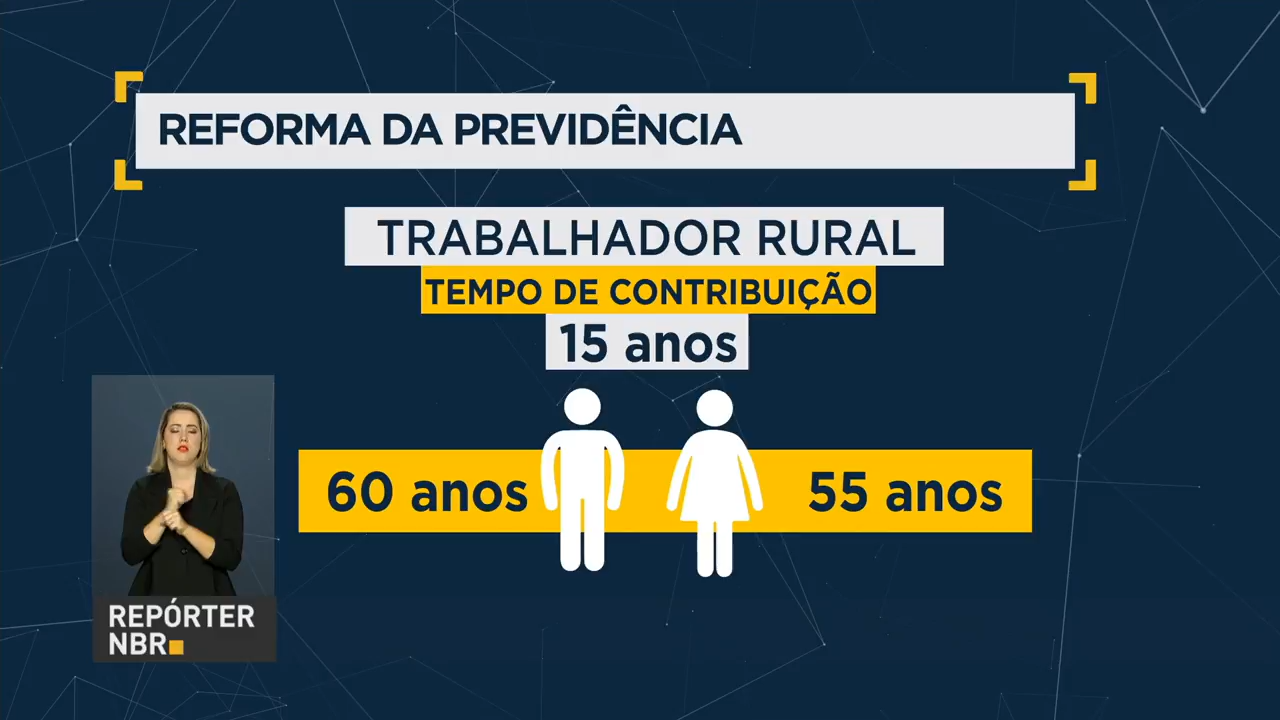 REFORMA DA PREVIDÊNCIA
TRABALHADOR RURAL
TEMPO DE CONTRIBUIÇÃO
15 anos
60 anos
55 anos
REPÓRTER
NBR